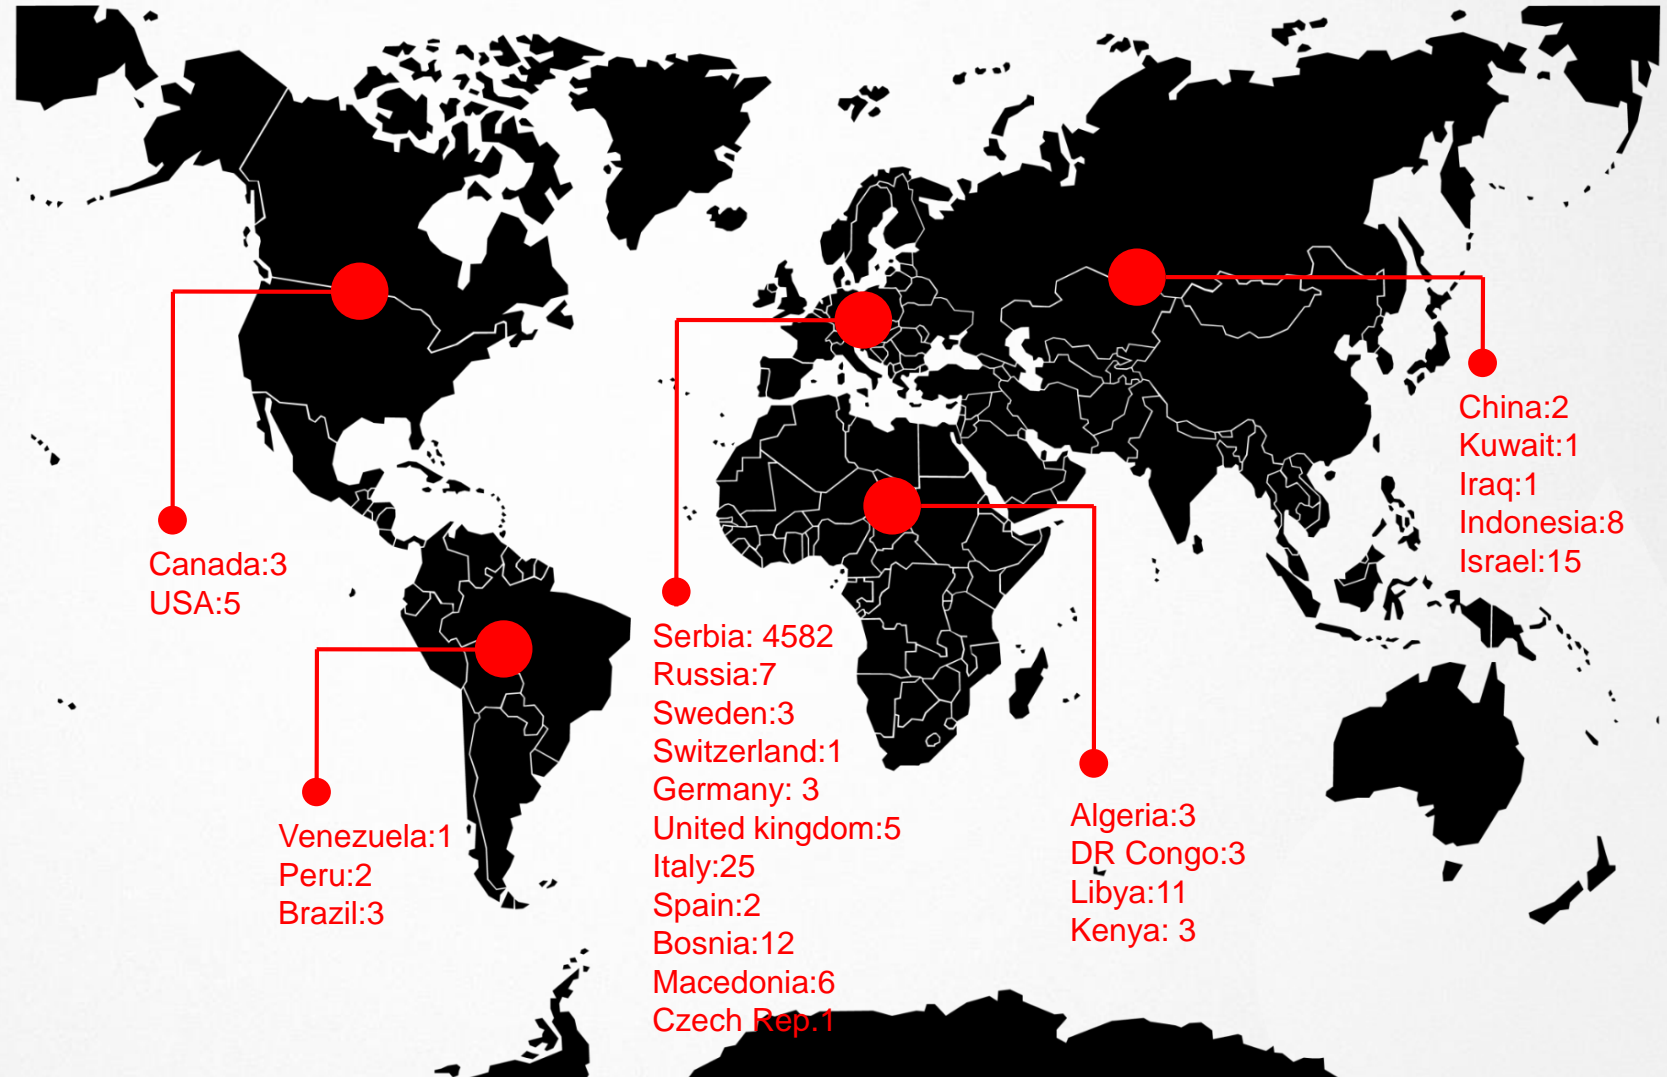 Canada:3
USA:5
Venezuela:1
Peru:2
Brazil:3
Serbia: 4582
Russia:7
Sweden:3
Switzerland:1
Germany: 3
United kingdom:5
Italy:25
Spain:2
Bosnia:12
Macedonia:6
Czech Rep.1
Algeria:3
DR Congo:3
Libya:11
Kenya: 3
China:2
Kuwait:1
Iraq:1
Indonesia:8
Israel:15